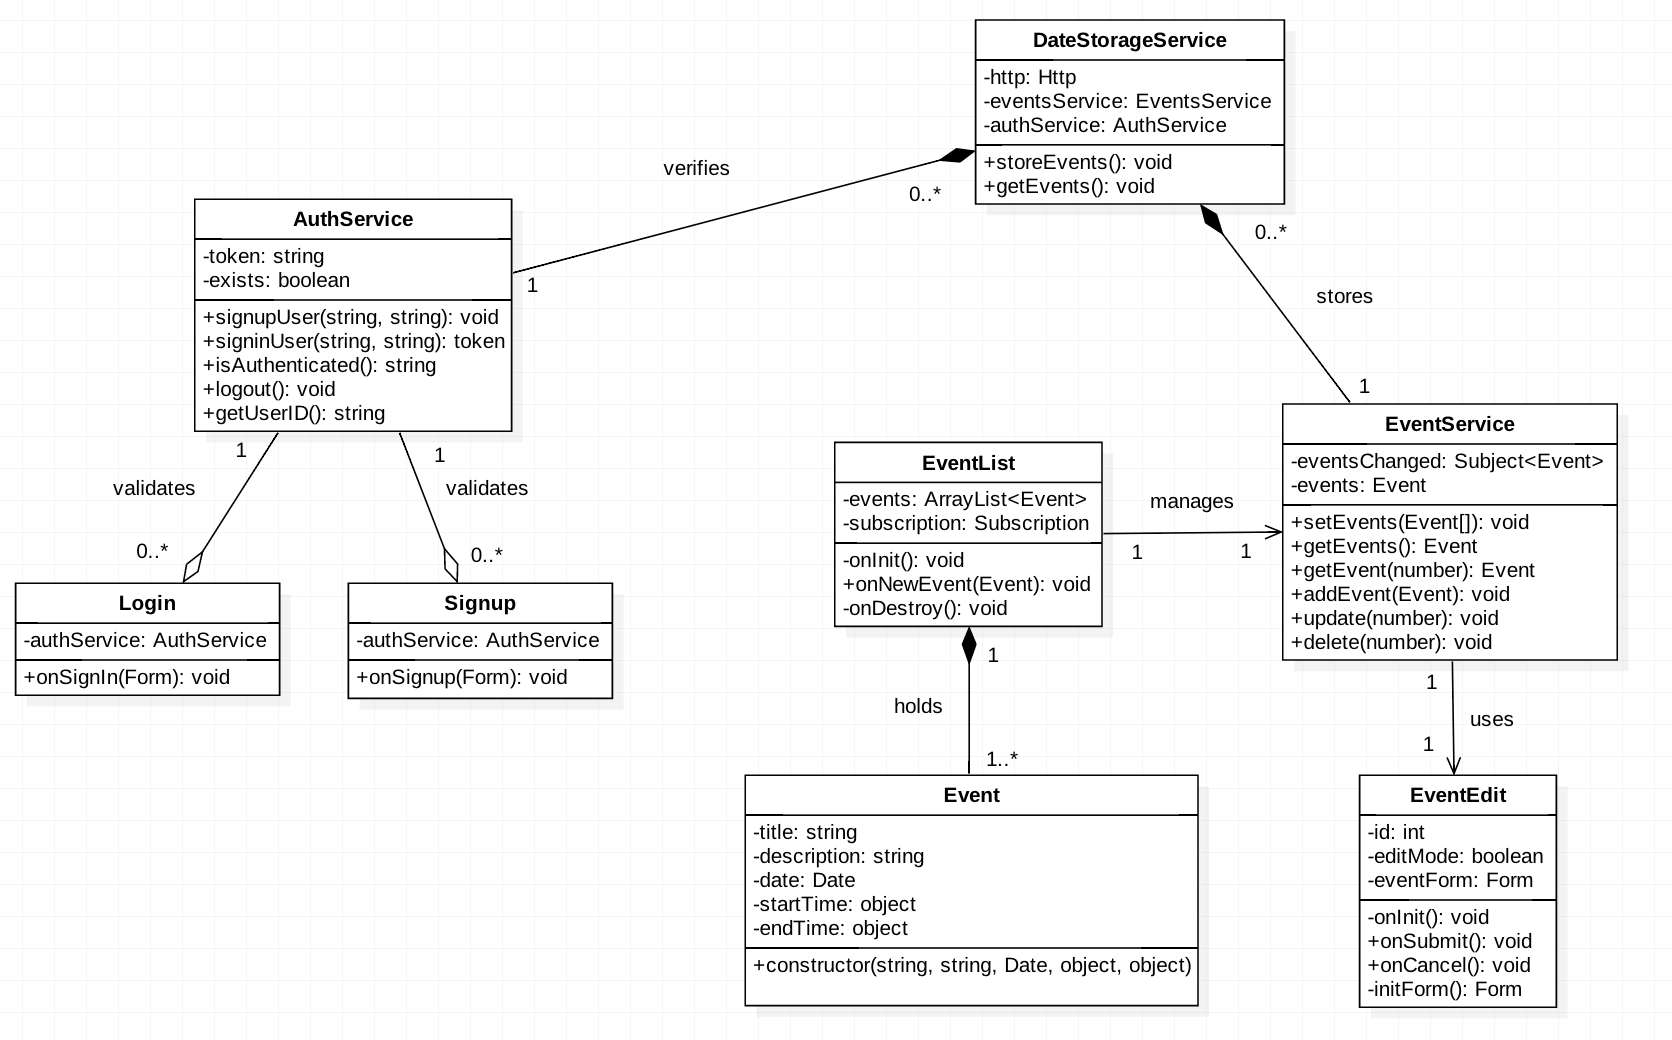 DateStorageService
-http: Http
-eventsService: EventsService
-authService: AuthService
+storeEvents(): void
+getEvents(): void
verifies
0..*
1
0..*
stores
1
AuthService
-token: string
-exists: boolean
+signupUser(string, string): void
+signinUser(string, string): token
+isAuthenticated(): string
+logout(): void
+getUserID(): string
1
validates
0..*
1
validates
0..*
Login
-authService: AuthService
+onSignIn(Form): void
Signup
-authService: AuthService
+onSignup(Form): void
EventList
-events: ArrayList<Event>
-subscription: Subscription
-onInit(): void
+onNewEvent(Event): void
-onDestroy(): void
manages
1
1
EventService
-eventsChanged: Subject<Event>
-events: Event
+setEvents(Event[]): void
+getEvents(): Event
+getEvent(number): Event
+addEvent(Event): void
+update(number): void
+delete(number): void
1
holds
1..*
1
uses
1
Event
-title: string
-description: string
-date: Date
-startTime: object
-endTime: object
+constructor(string, string, Date, object, object)
EventEdit
-id: int
-editMode: boolean
-eventForm: Form
-onInit(): void
+onSubmit(): void
+onCancel(): void
-initForm(): Form